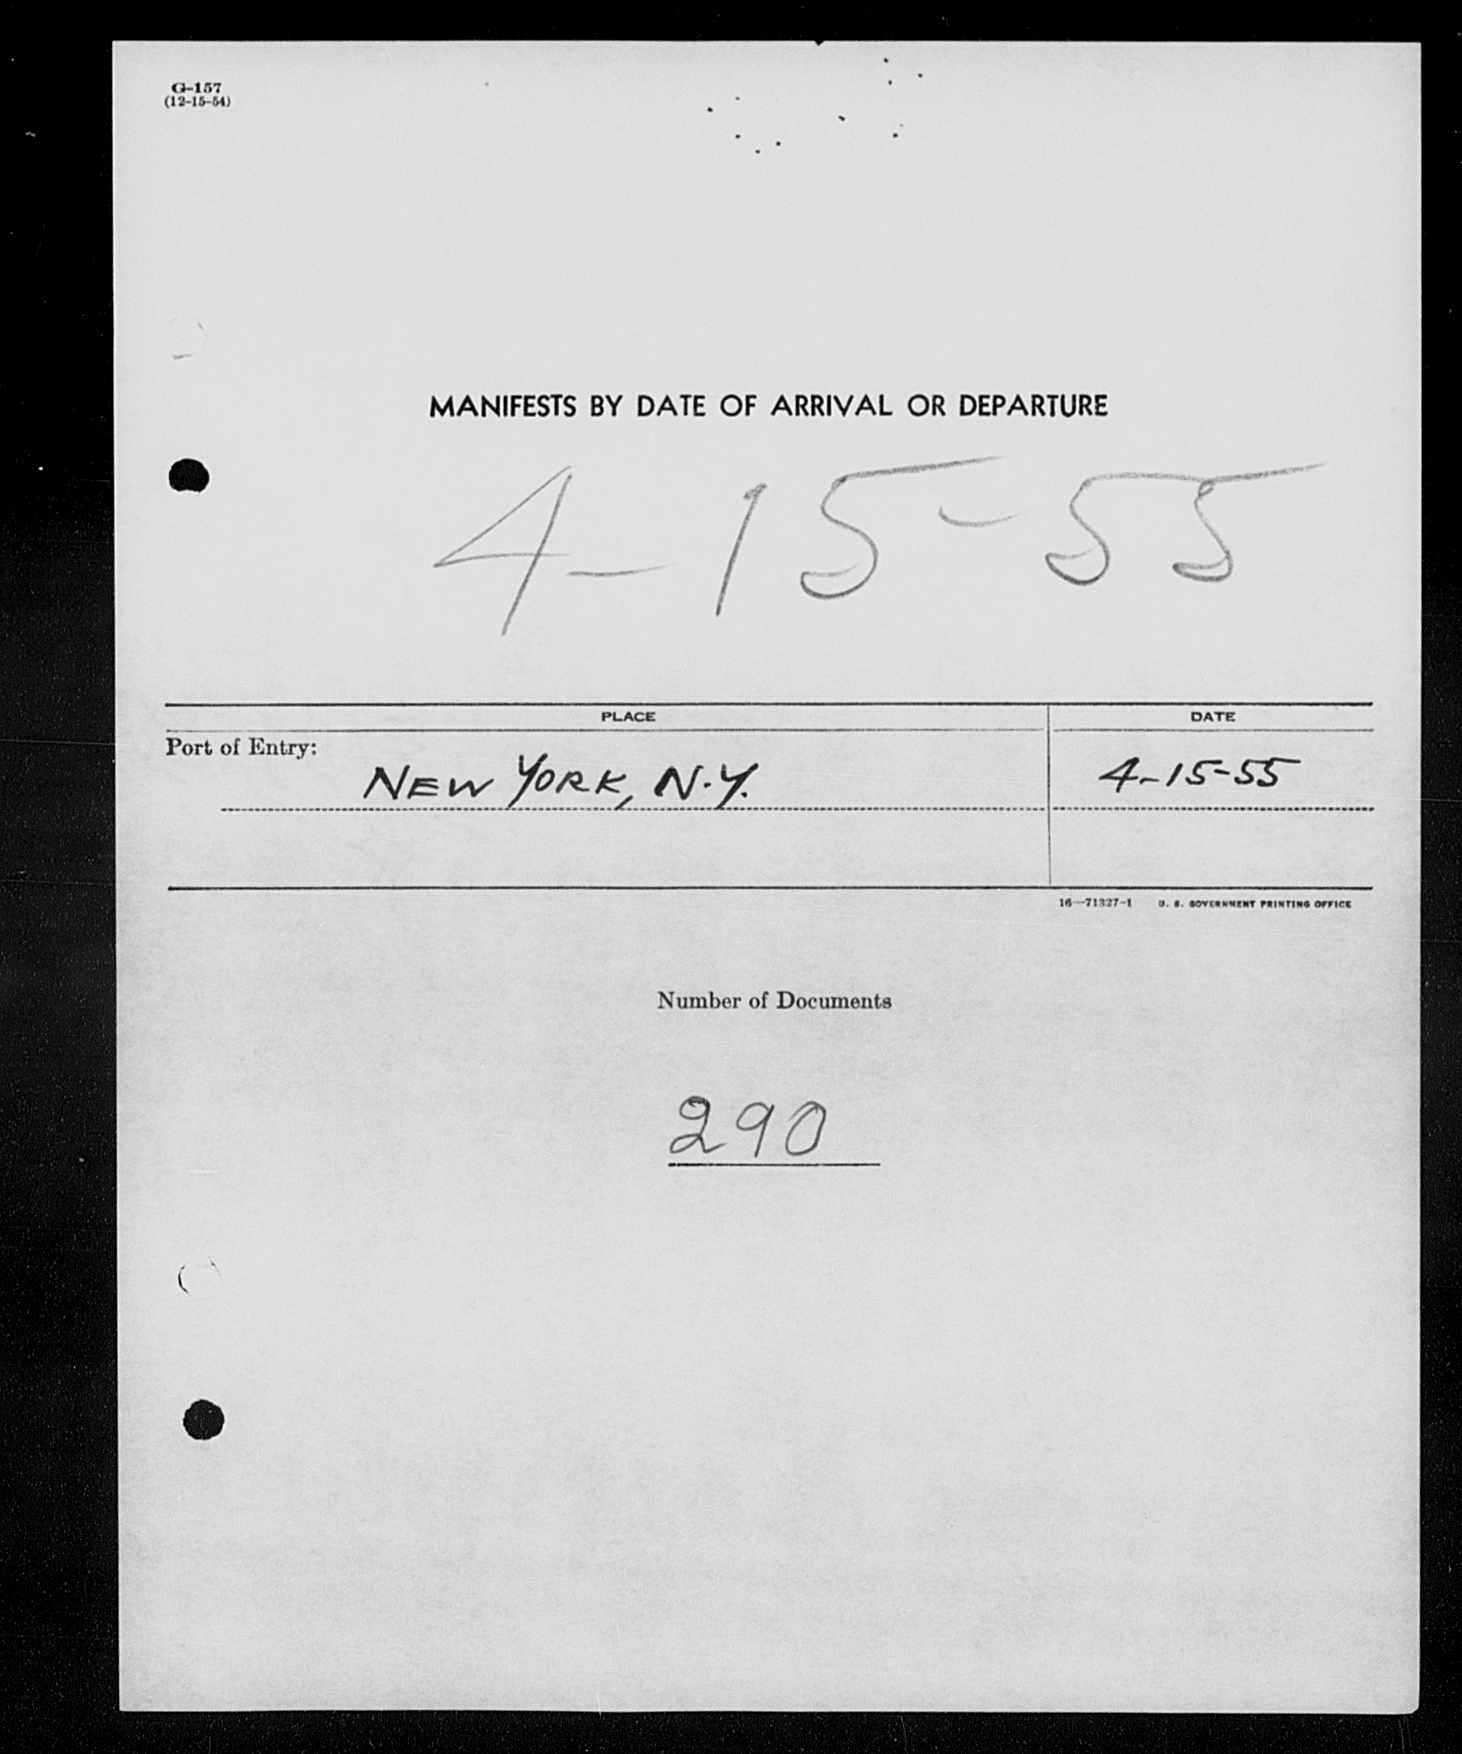 G-157
(12-15-54)
MANIFESTS BY DATE OF ARRIVAL OR DEPARTURE
4-15-55
PLACE DATE
Port of Entry:
NEW YORK, N.Y. 4-15-55
16—71327-1 U. S. GOVERNMENT PRINTING OFFICE
Number of Documents
290